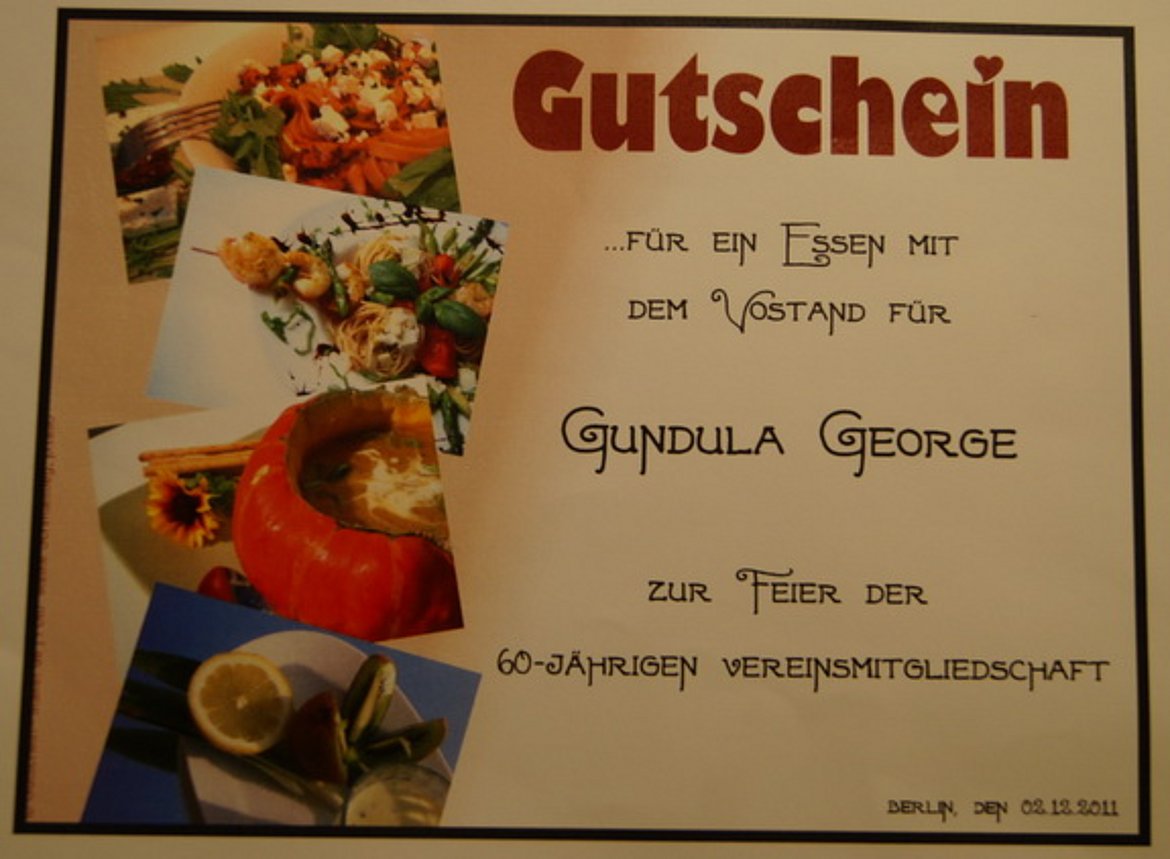 Gutschein
...für ein Essen mit
dem Vostand für
Gundula George
zur Feier der
60-jährigen Vereinsmitgliedschaft
Berlin, den 02.12.2011